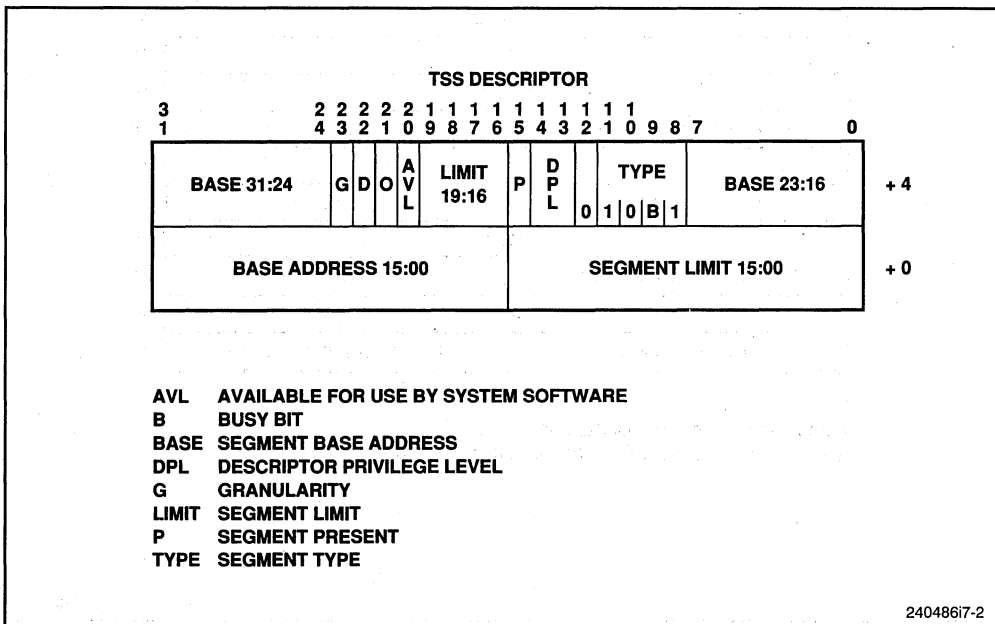 TSS DESCRIPTOR
3 2 2 2 2 2 1 1 1 1 1 1 1 1 1 1
1 4 3 2 1 0 9 8 7 6 5 4 3 2 1 0 9 8 7 0
BASE 31:24 G D O AVL LIMIT 19:16 P DPL 0 TYPE 1 0 B 1 BASE 23:16 + 4
BASE ADDRESS 15:00 SEGMENT LIMIT 15:00 + 0
AVL AVAILABLE FOR USE BY SYSTEM SOFTWARE
B BUSY BIT
BASE SEGMENT BASE ADDRESS
DPL DESCRIPTOR PRIVILEGE LEVEL
G GRANULARITY
LIMIT SEGMENT LIMIT
P SEGMENT PRESENT
TYPE SEGMENT TYPE
240486i7-2